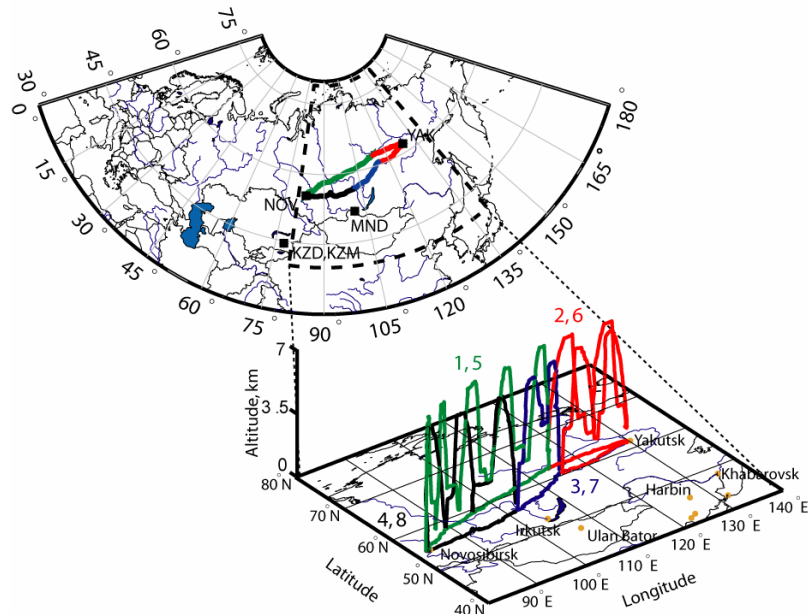 75
60
45
30
0
15
30
45
60
75
90
105
120
135
150
165
180
YAK
NOV
MND
KZD,KZM
7
3.5
0
Altitude,km
1,5
2,6
3,7
4,8
Yakutsk
Khabarovsk
Harbin
Irkutsk
Ulan Bator
Novosibirsk
80 N
70 N
60 N
50 N
40 N
Latitude
90 E
100 E
110 E
120 E
130 E
140 E
Longitude